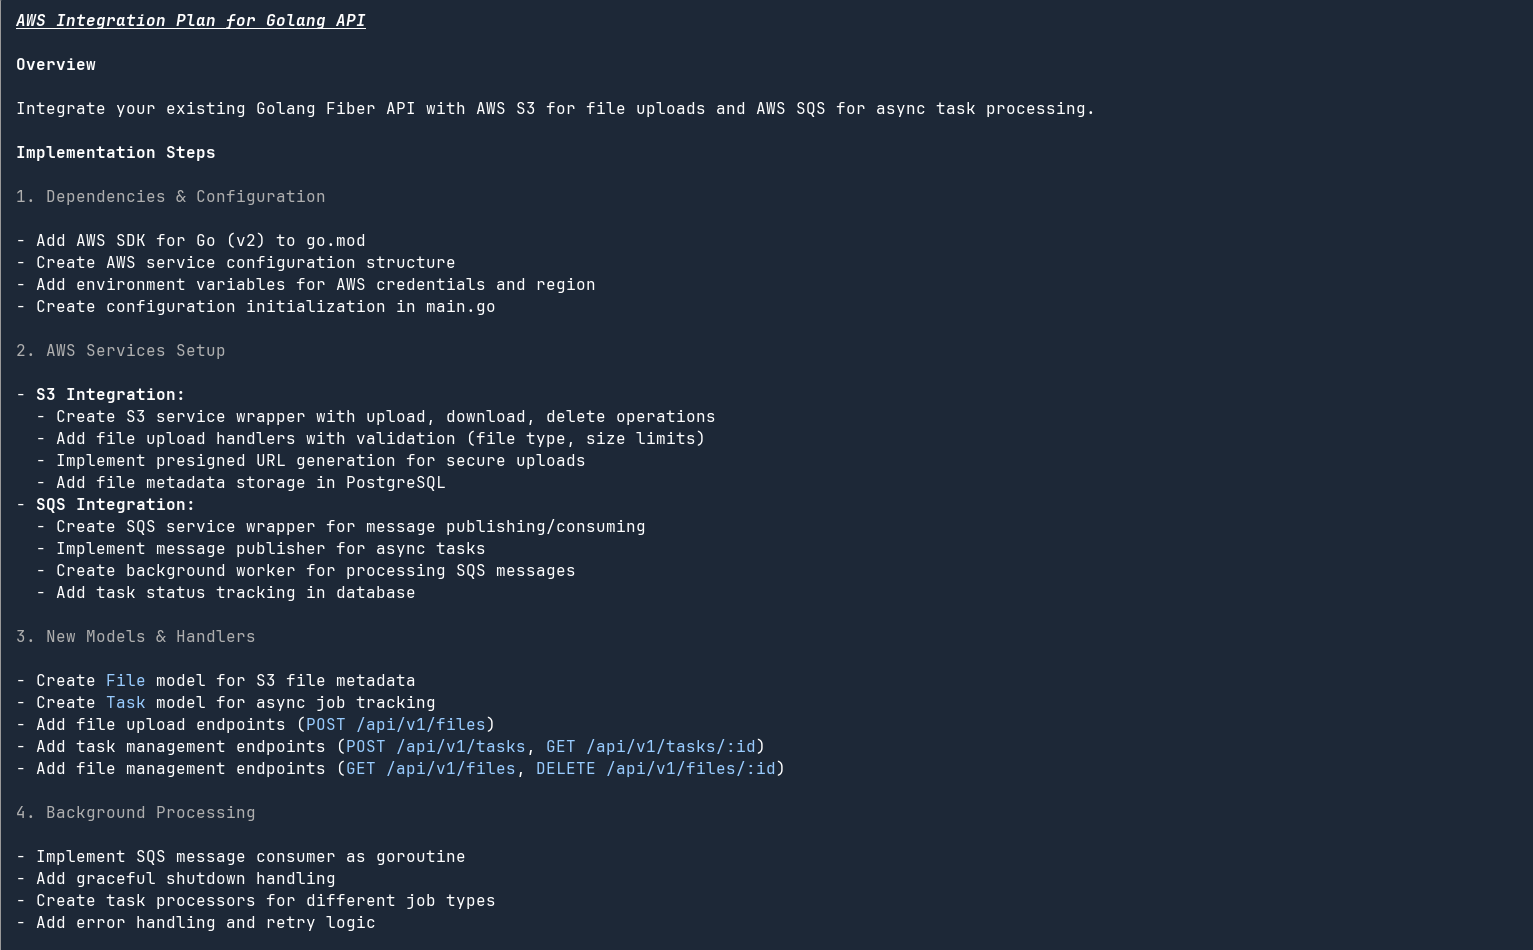 AWS Integration Plan for Golang API
Overview
Integrate your existing Golang Fiber API with AWS S3 for file uploads and AWS SQS for async task processing.
Implementation Steps
1. Dependencies & Configuration
- Add AWS SDK for Go (v2) to go.mod
- Create AWS service configuration structure
- Add environment variables for AWS credentials and region
- Create configuration initialization in main.go
2. AWS Services Setup
- S3 Integration:
  - Create S3 service wrapper with upload, download, delete operations
  - Add file upload handlers with validation (file type, size limits)
  - Implement presigned URL generation for secure uploads
  - Add file metadata storage in PostgreSQL
- SQS Integration:
  - Create SQS service wrapper for message publishing/consuming
  - Implement message publisher for async tasks
  - Create background worker for processing SQS messages
  - Add task status tracking in database
3. New Models & Handlers
- Create File model for S3 file metadata
- Create Task model for async job tracking
- Add file upload endpoints (POST /api/v1/files)
- Add task management endpoints (POST /api/v1/tasks, GET /api/v1/tasks/:id)
- Add file management endpoints (GET /api/v1/files, DELETE /api/v1/files/:id)
4. Background Processing
- Implement SQS message consumer as goroutine
- Add graceful shutdown handling
- Create task processors for different job types
- Add error handling and retry logic